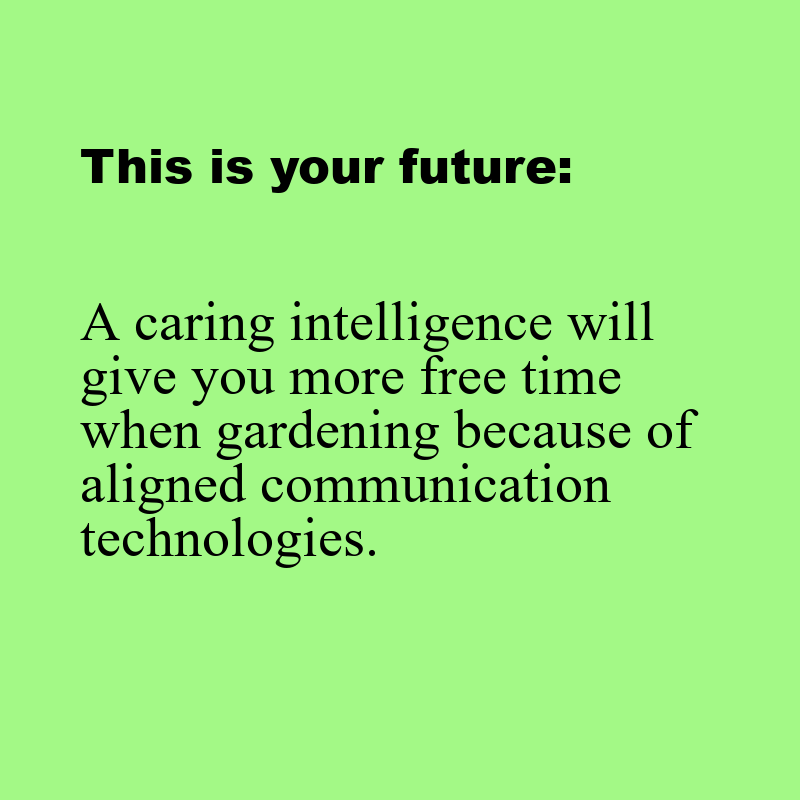 This is your future:
A caring intelligence will
give you more free time
when gardening because of
aligned communication
technologies.